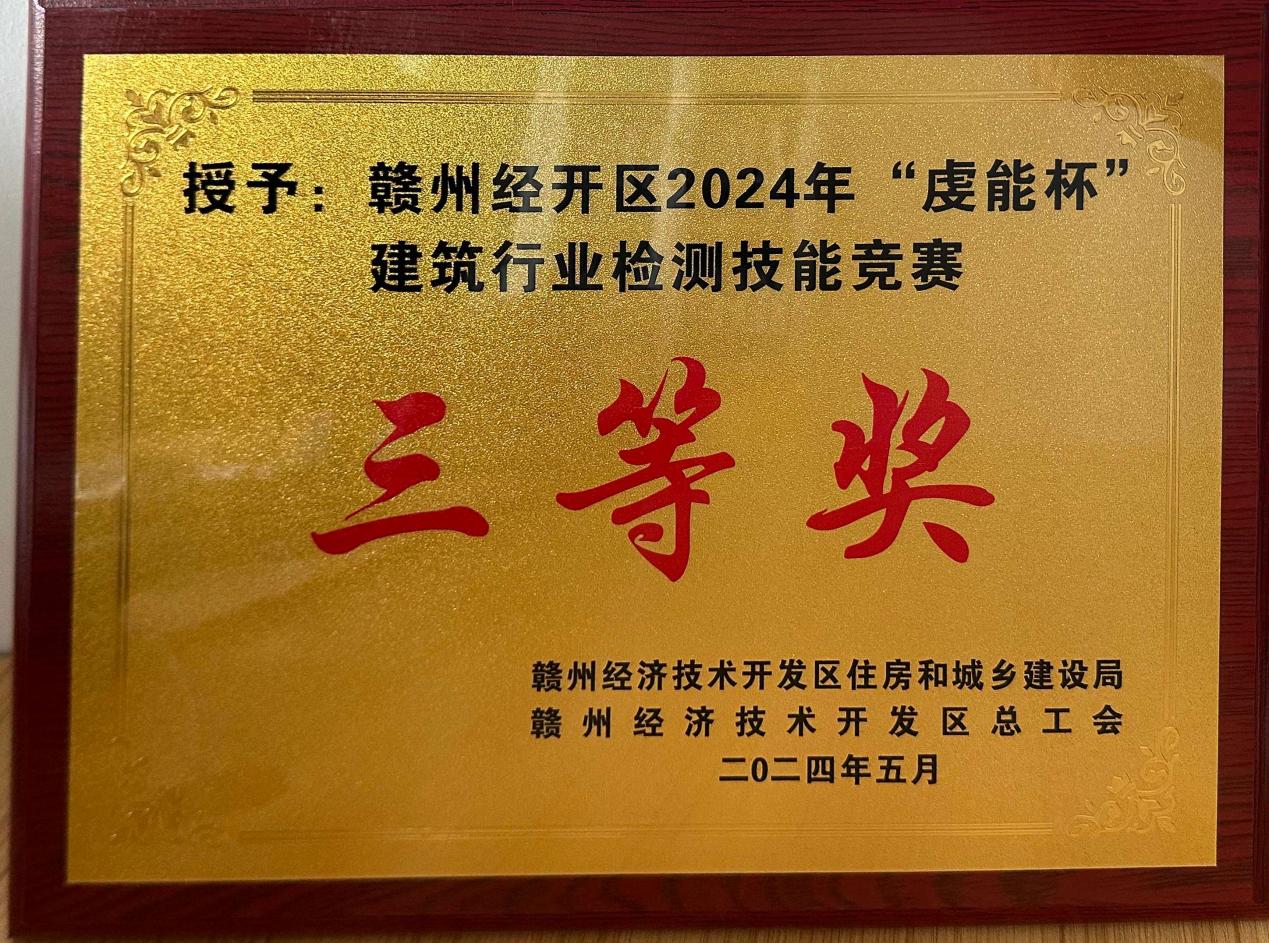 授予：赣州经开区2024年“虔能杯”
建筑行业检测技能竞赛
三等奖
赣州经济技术开发区住房和城乡建设局
赣州经济技术开发区总工会
二0二四年五月